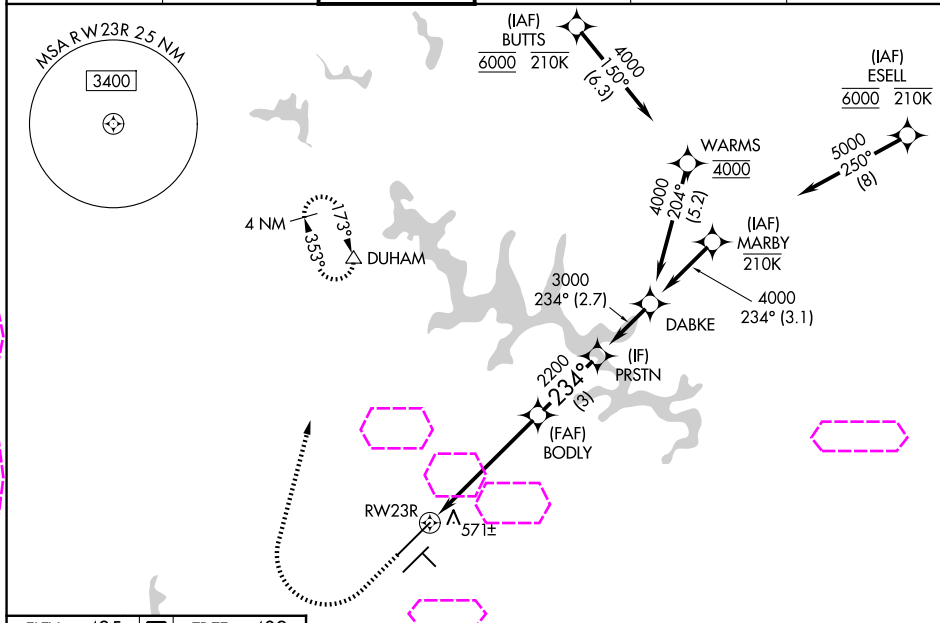 MSA RW23R 25 NM
3400
(IAF)
BUTTS
6000 210K
4000
150°
(6.3)
(IAF)
ESELL
6000 210K
5000
250°
(8)
WARMS
4000
4000
204°
(5.2)
(IAF)
MARBY
210K
4 NM
173°
353°
DUHAM
3000
234° (2.7)
4000
234° (3.1)
DABKE
(IF)
PRSTN
2200
234°
(3)
(FAF)
BODLY
RW23R
571±